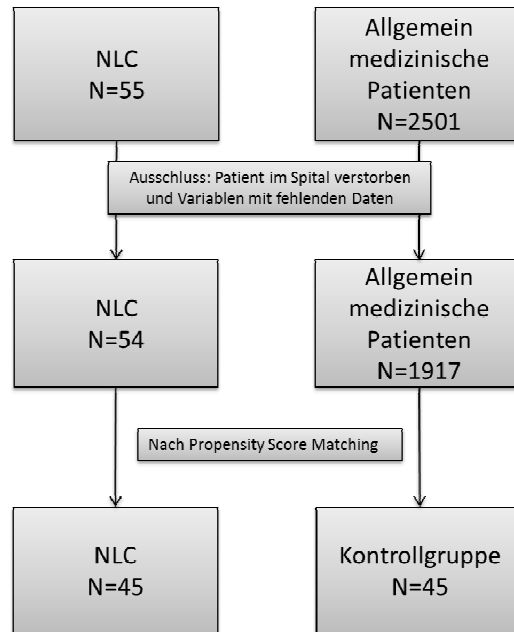 NLC
N=55
Allgemein
medizinische
Patienten
N=2501
Ausschluss: Patient im Spital verstorben
und Variablen mit fehlenden Daten
NLC
N=54
Allgemein
medizinische
Patienten
N=1917
Nach Propensity Score Matching
NLC
N=45
Kontrollgruppe
N=45